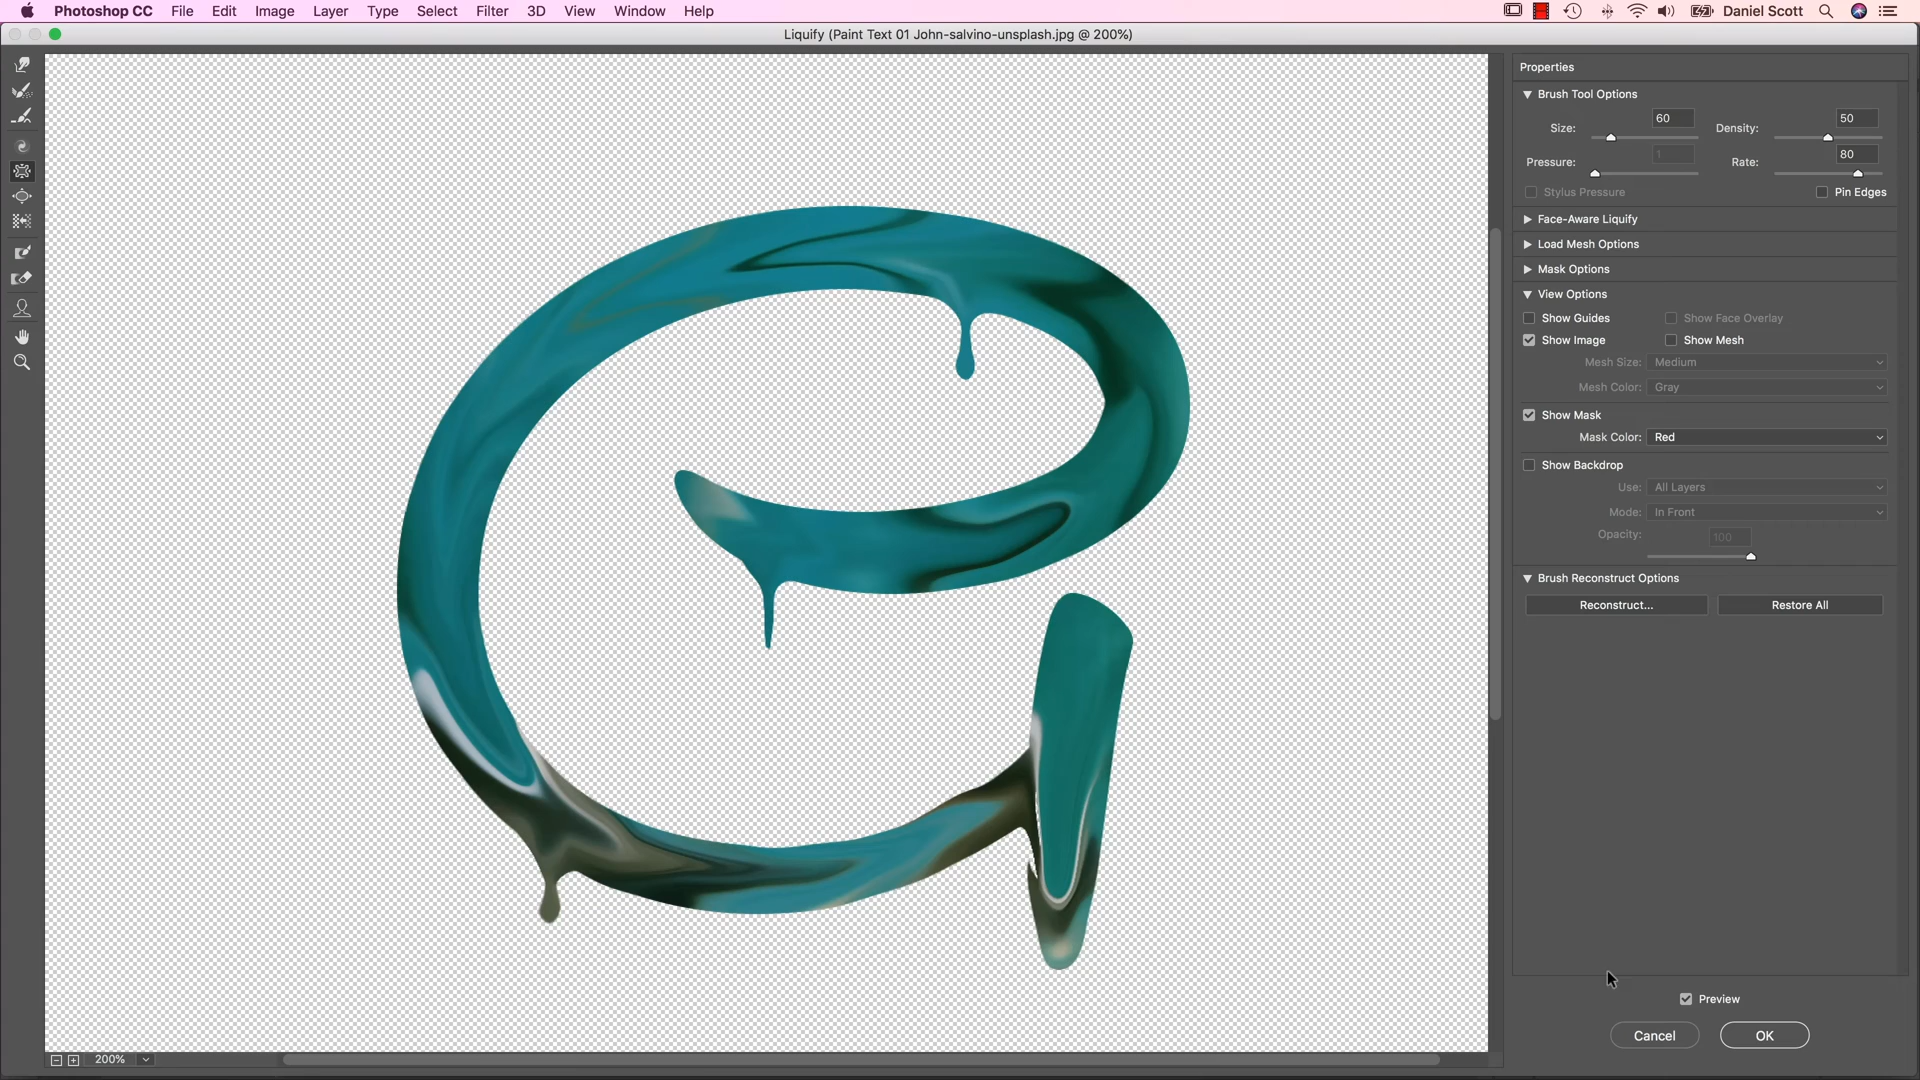 Photoshop CC File Edit Image Layer Type Select Filter 3D View Window Help Daniel Scott
Liquify (Paint Text 01 John-salvino-unsplash.jpg @ 200%)
Properties
Brush Tool Options
Size: 60 Density: 50
Pressure: 1 Rate: 80
Stylus Pressure Pin Edges
Face-Aware Liquify
Load Mesh Options
Mask Options
View Options
Show Guides Show Face Overlay
Show Image Show Mesh
Mesh Size: Medium
Mesh Color: Gray
Show Mask
Mask Color: Red
Show Backdrop
Use: All Layers
Mode: In Front
Opacity: 100
Brush Reconstruct Options
Reconstruct... Restore All
Preview
Cancel OK
200%